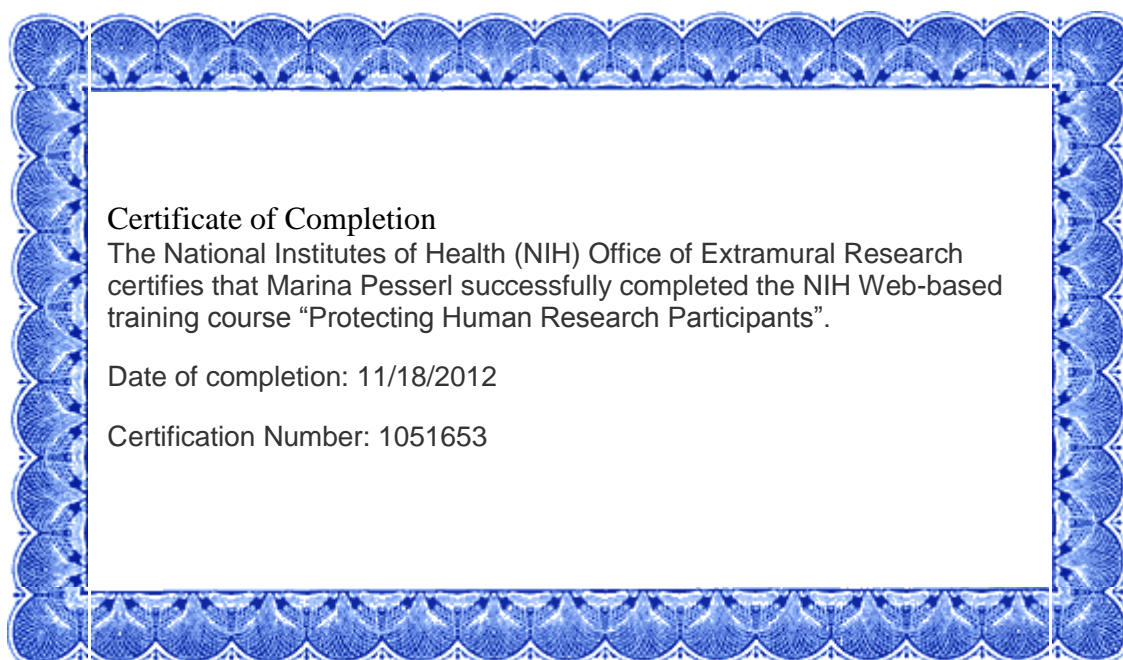 Certificate of Completion
The National Institutes of Health (NIH) Office of Extramural Research
certifies that Marina Pesserl successfully completed the NIH Web-based
training course “Protecting Human Research Participants”.
Date of completion: 11/18/2012
Certification Number: 1051653